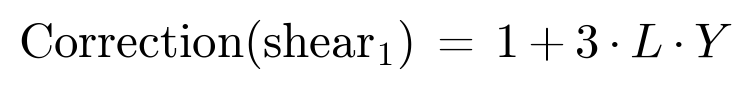 Correction(shear₁) = 1 + 3 · L · Y